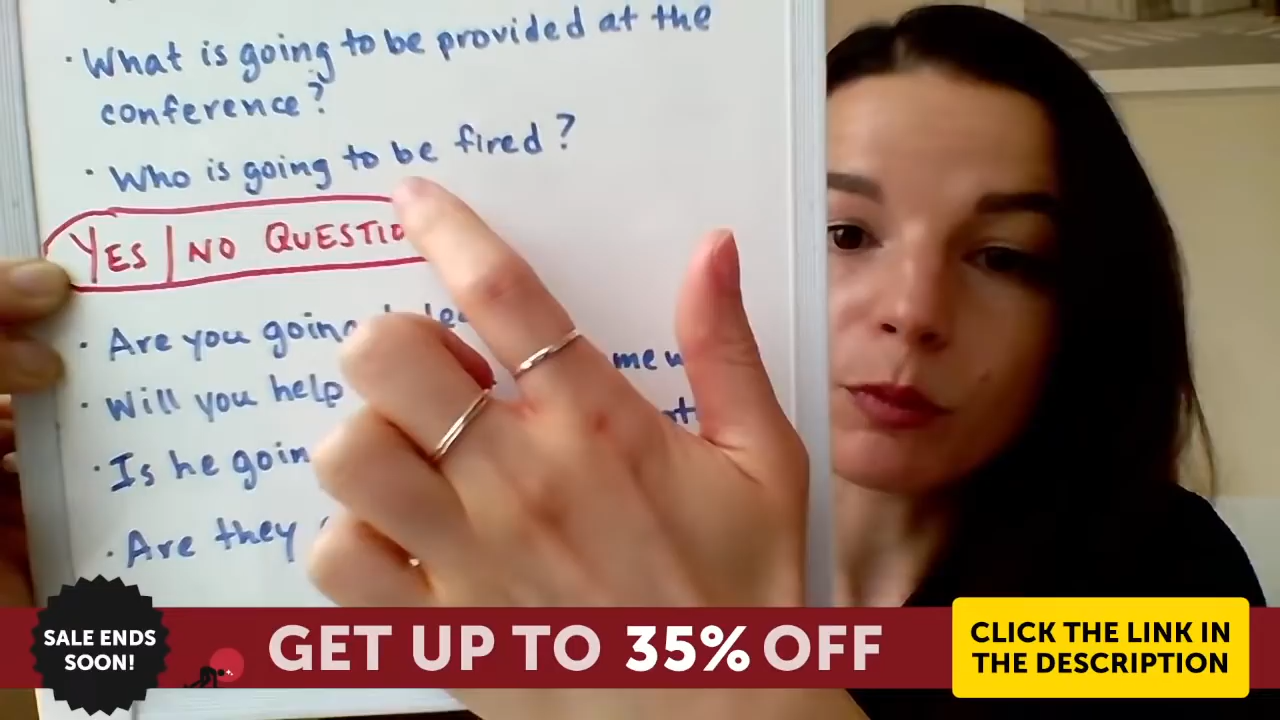 · What is going to be provided at the
conference?
· Who is going to be fired?
YES | NO QUESTIO
· Are you going
· Will you help me
· Is he goin
· Are they
SALE ENDS
SOON!
GET UP TO 35% OFF
CLICK THE LINK IN
THE DESCRIPTION